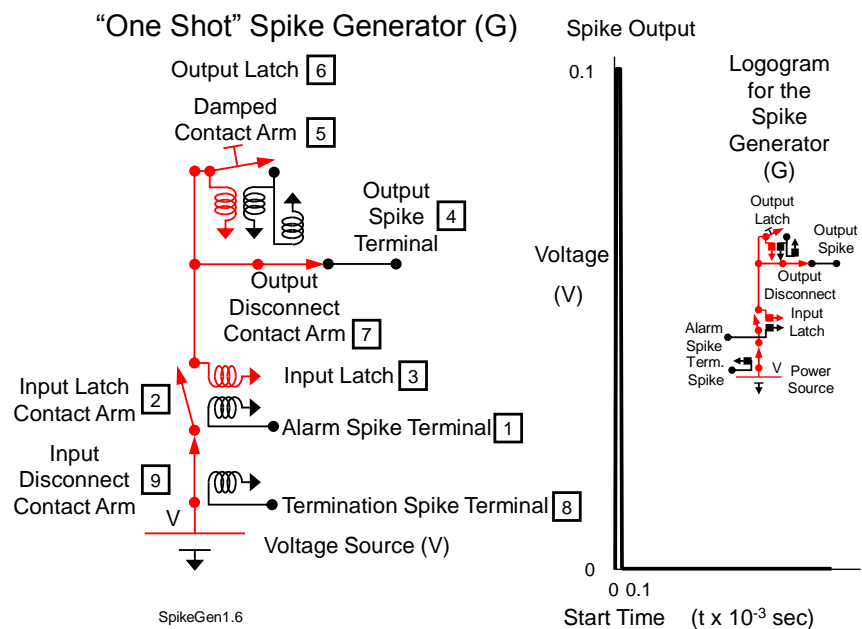 “One Shot” Spike Generator (G)
Output Latch 6
Damped
Contact Arm 5
Output
Spike
Terminal 4
Output
Disconnect
Contact Arm 7
Input Latch 3
Input Latch
Contact Arm 2
Alarm Spike Terminal 1
Input
Disconnect
Contact Arm 9
Termination Spike Terminal 8
V
Voltage Source (V)
SpikeGen1.6
Spike Output
0.1
Voltage
(V)
0
0 0.1
Start Time (t x 10-3 sec)
Logogram
for the
Spike
Generator
(G)
Output
Latch
Output
Spike
Output
Disconnect
Input
Latch
Alarm
Spike
Term.
Spike
V
Power
Source